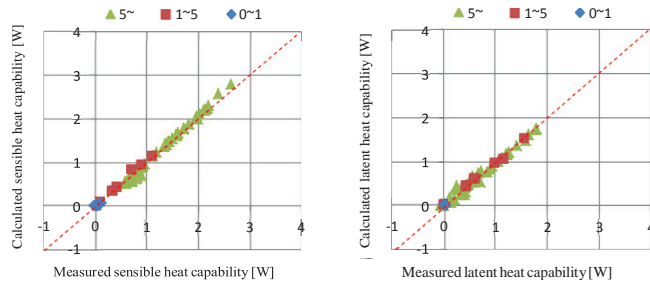 5~ 1~5 0~1
Calculated sensible heat capability [W]
4
3
2
1
0
-1
-1 0 1 2 3 4
Measured sensible heat capability [W]
5~ 1~5 0~1
Calculated latent heat capability [W]
4
3
2
1
0
-1
-1 0 1 2 3 4
Measured latent heat capability [W]